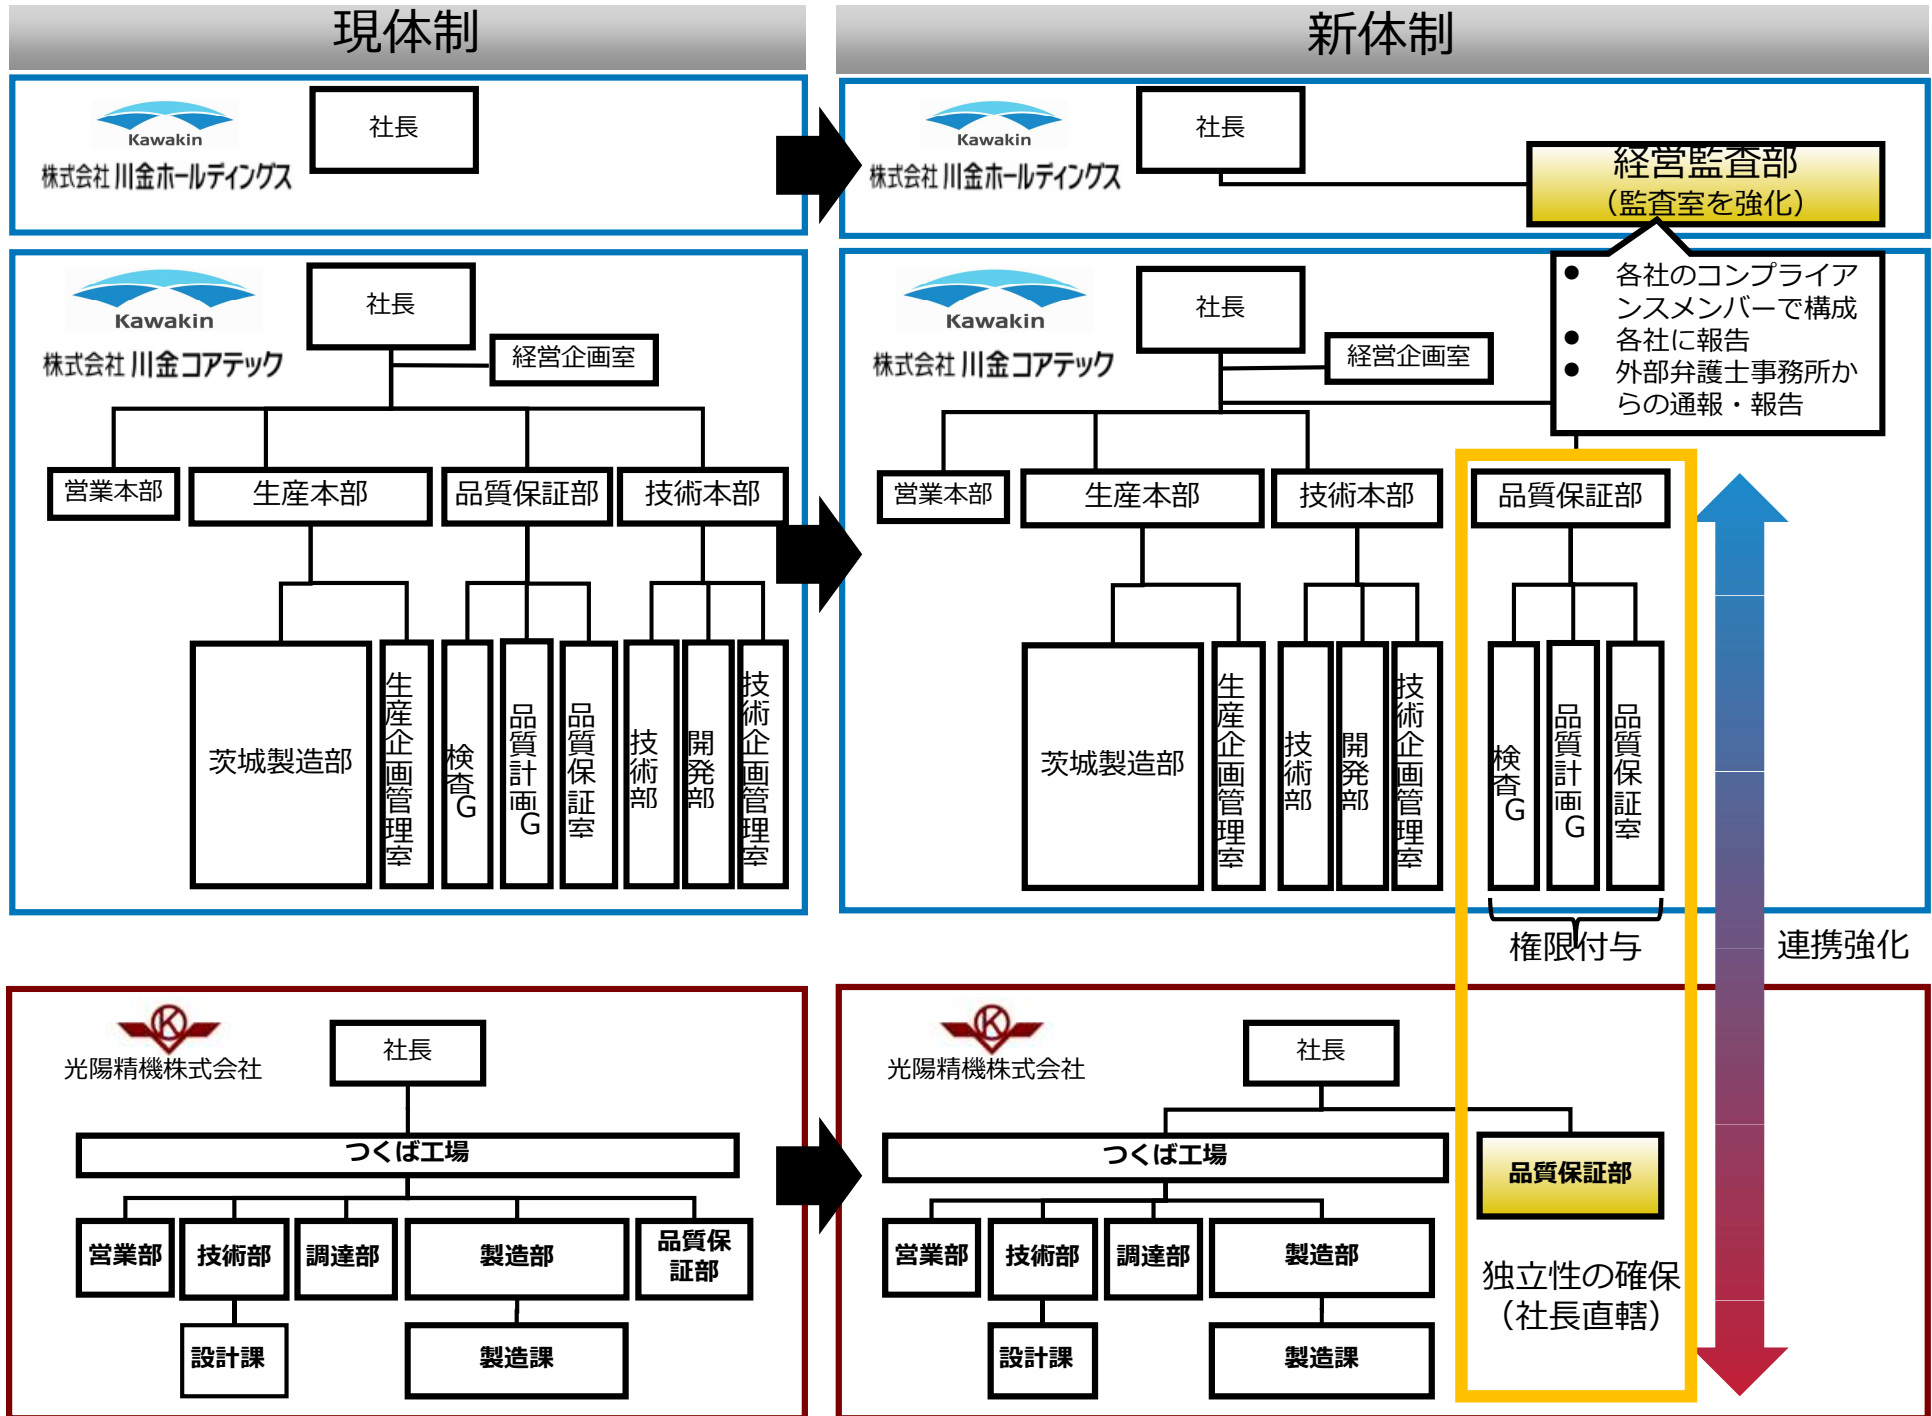 現体制
新体制
Kawakin
株式会社 川金ホールディングス
社長
Kawakin
株式会社 川金ホールディングス
社長
経営監査部
（監査室を強化）
● 各社のコンプライア
ンスメンバーで構成
● 各社に報告
● 外部弁護士事務所か
らの通報・報告
Kawakin
株式会社 川金コアテック
社長
経営企画室
営業本部
生産本部
品質保証部
技術本部
茨城製造部
生産企画管理室
検査G
品質計画G
品質保証室
技術部
開発部
技術企画管理室
Kawakin
株式会社 川金コアテック
社長
経営企画室
営業本部
生産本部
技術本部
品質保証部
茨城製造部
生産企画管理室
技術部
開発部
技術企画管理室
検査G
品質計画G
品質保証室
権限付与
連携強化
K
光陽精機株式会社
社長
つくば工場
営業部
技術部
調達部
製造部
品質保
証部
設計課
製造課
K
光陽精機株式会社
社長
つくば工場
品質保証部
営業部
技術部
調達部
製造部
設計課
製造課
独立性の確保
（社長直轄）